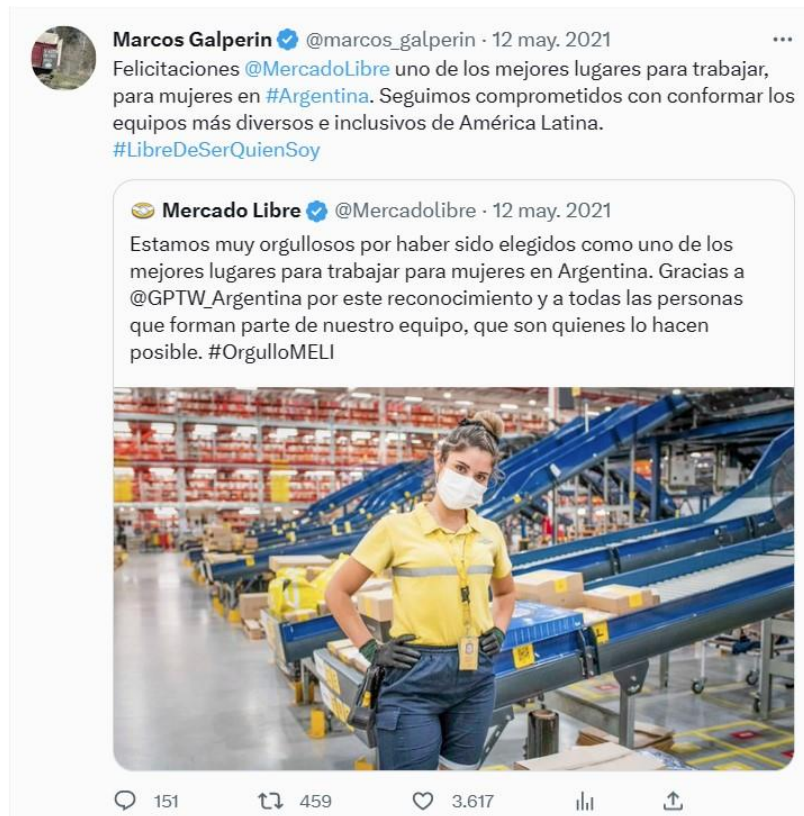 Marcos Galperin @marcos_galperin · 12 may. 2021
Felicitaciones @MercadoLibre uno de los mejores lugares para trabajar,
para mujeres en #Argentina. Seguimos comprometidos con conformar los
equipos más diversos e inclusivos de América Latina.
#LibreDeSerQuienSoy
Mercado Libre @Mercadolibre · 12 may. 2021
Estamos muy orgullosos por haber sido elegidos como uno de los
mejores lugares para trabajar para mujeres en Argentina. Gracias a
@GPTW_Argentina por este reconocimiento y a todas las personas
que forman parte de nuestro equipo, que son quienes lo hacen
posible. #OrgulloMELI
151 459 3.617